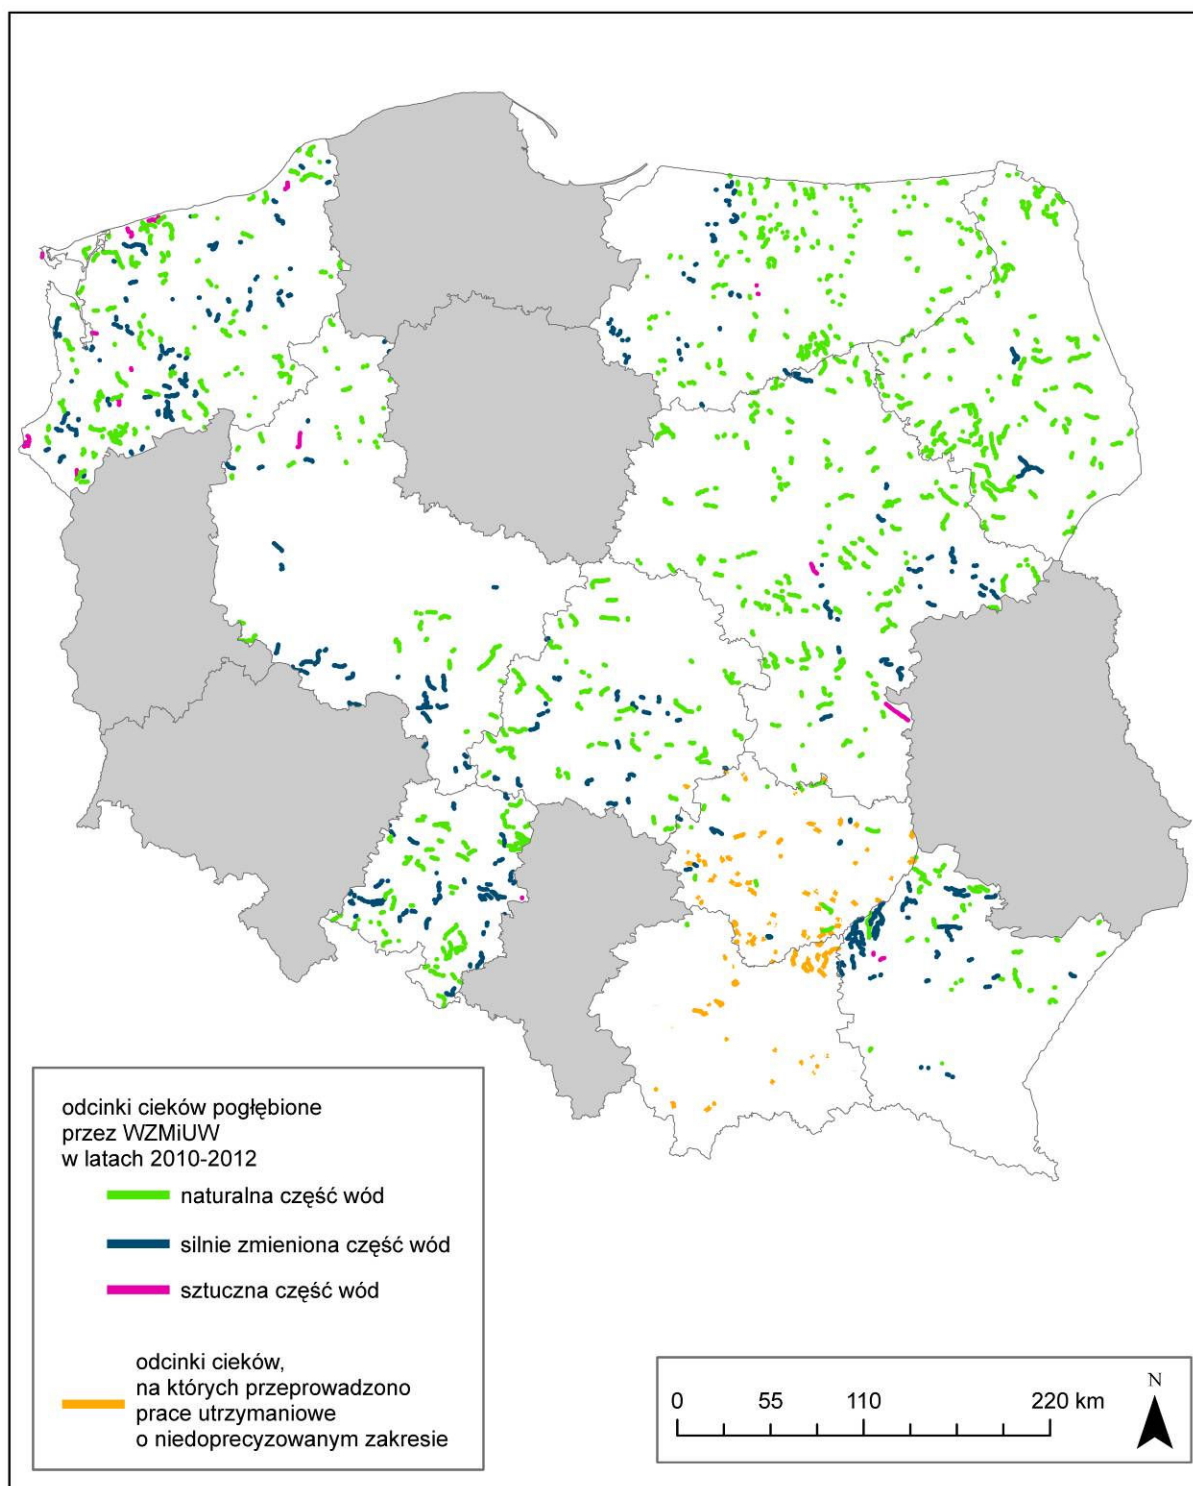 odcinki cieków pogłębione
przez WZMiUW
w latach 2010-2012
naturalna część wód
silnie zmieniona część wód
sztuczna część wód
odcinki cieków,
na których przeprowadzono
prace utrzymaniowe
o niedoprecyzowanym zakresie
0 55 110 220 km
N